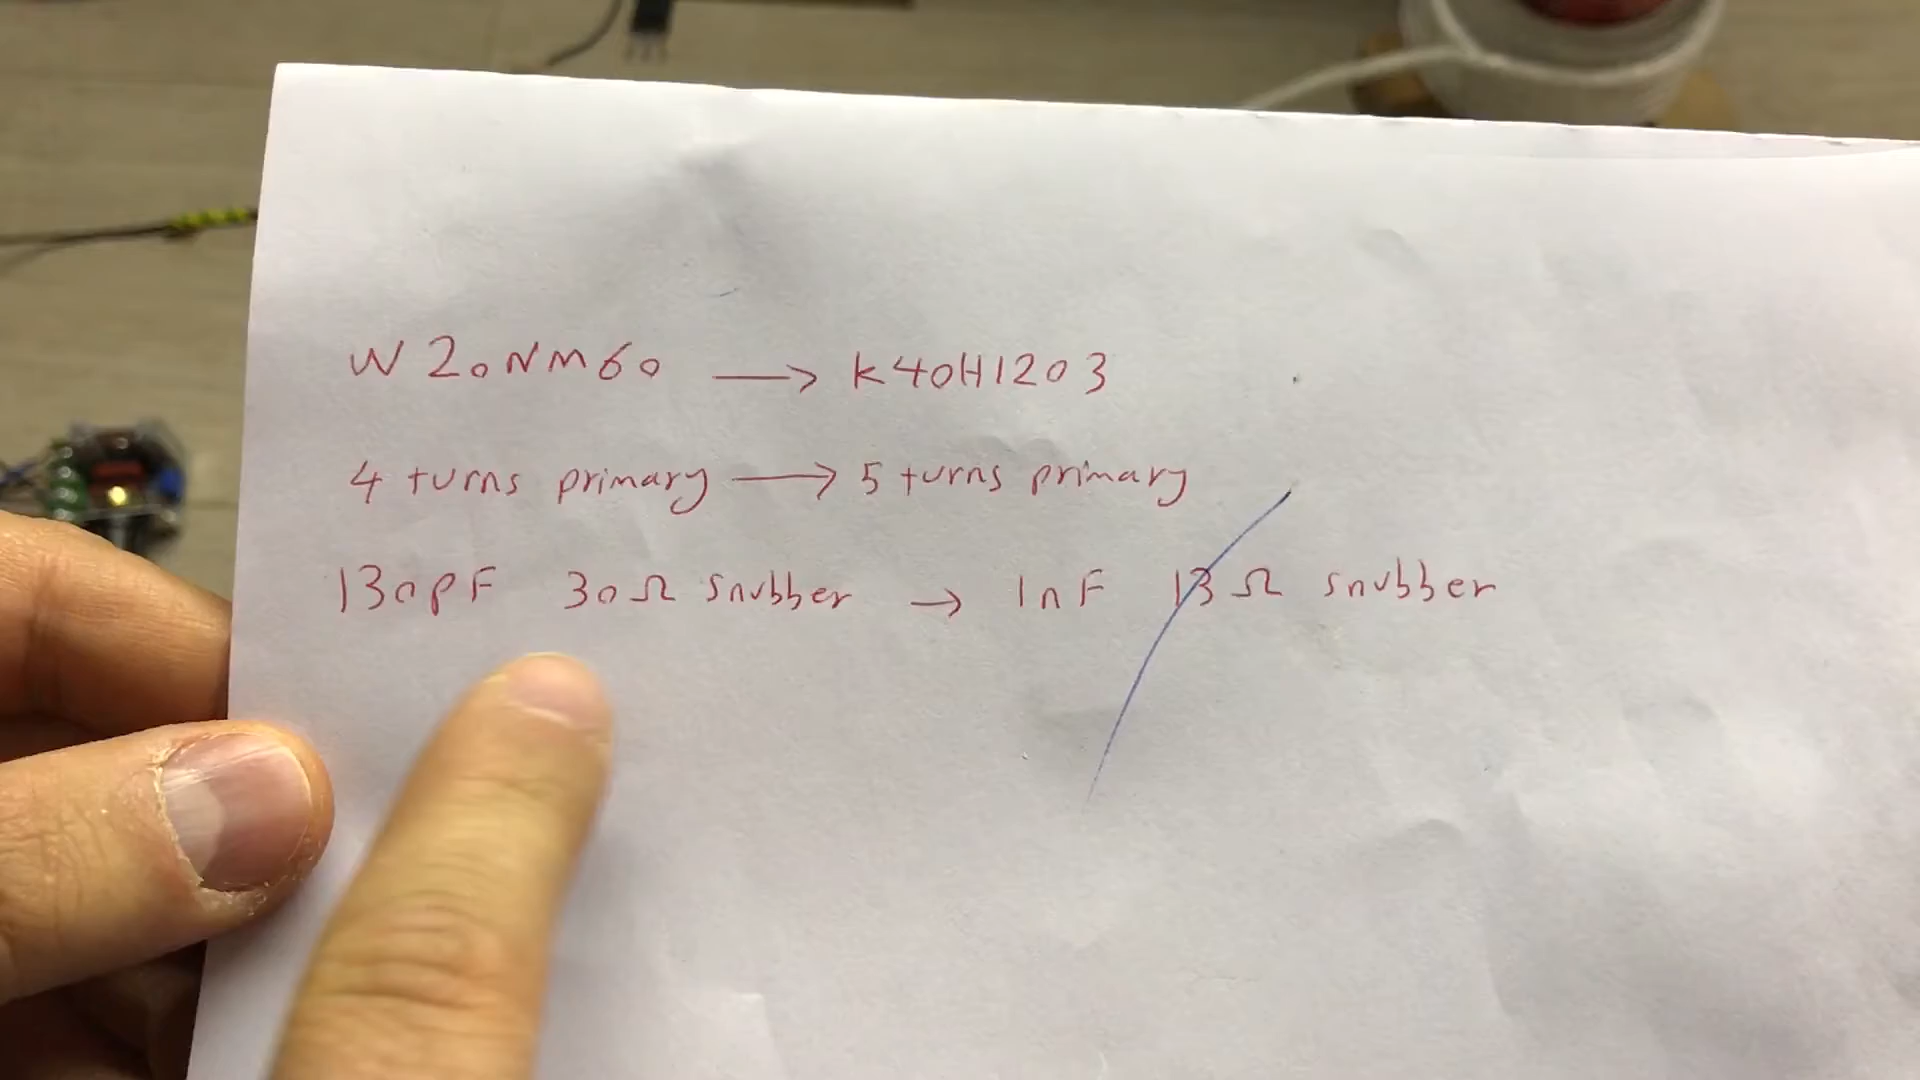 W20NM60 → K40H1203
4 turns primary → 5 turns primary
130pF 30Ω snubber → 1nF 13Ω snubber